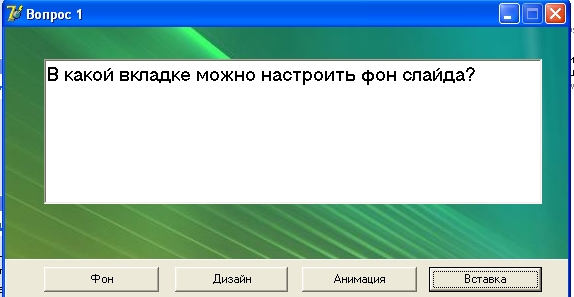 Вопрос 1
В какой вкладке можно настроить фон слайда?
Фон
Дизайн
Анимация
Вставка